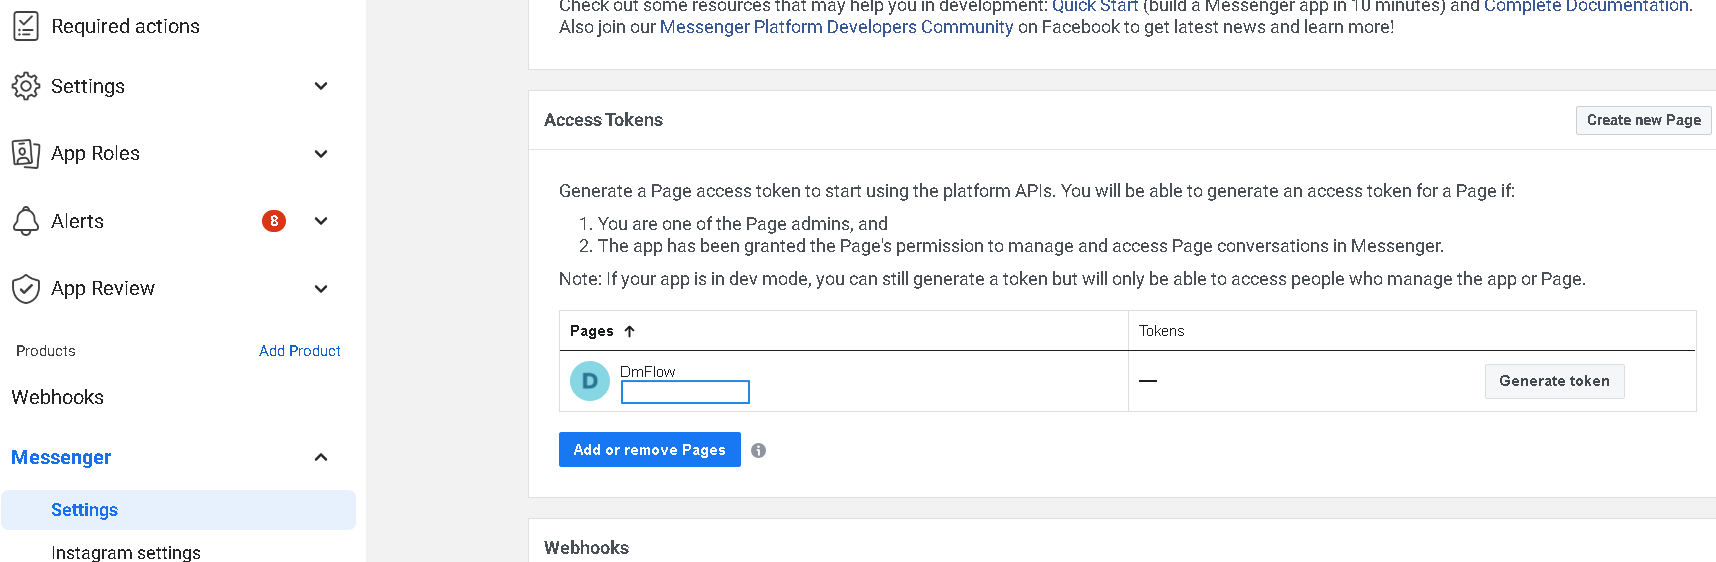 Required actions
Settings
App Roles
Alerts
8
App Review
Products
Add Product
Webhooks
Messenger
Settings
Instagram settings
Check out some resources that may help you in development: Quick Start (build a Messenger app in 10 minutes) and Complete Documentation.
Also join our Messenger Platform Developers Community on Facebook to get latest news and learn more!
Access Tokens
Create new Page
Generate a Page access token to start using the platform APIs. You will be able to generate an access token for a Page if:
1. You are one of the Page admins, and
2. The app has been granted the Page's permission to manage and access Page conversations in Messenger.
Note: If your app is in dev mode, you can still generate a token but will only be able to access people who manage the app or Page.
Pages ↑
Tokens
D
DmFlow
—
Generate token
Add or remove Pages
Webhooks